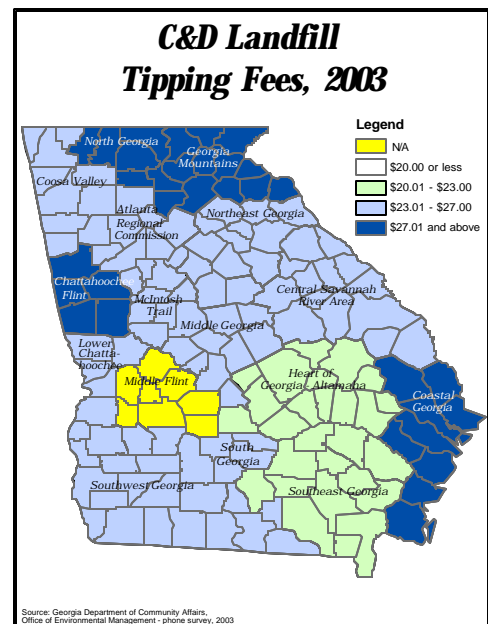 C&D Landfill
Tipping Fees, 2003
Legend
N/A
$20.00 or less
$20.01 - $23.00
$23.01 - $27.00
$27.01 and above
North Georgia
Georgia
Mountains
Coosa Valley
Atlanta
Regional
Commission
Northeast Georgia
Chattahoochee
Flint
McIntosh
Trail
Central Savannah
River Area
Middle Georgia
Lower
Chatta-
hoochee
Middle Flint
Heart of
Georgia - Altamaha
Coastal
Georgia
South
Georgia
Southwest Georgia
Southeast Georgia
Source: Georgia Department of Community Affairs,
Office of Environmental Management - phone survey, 2003